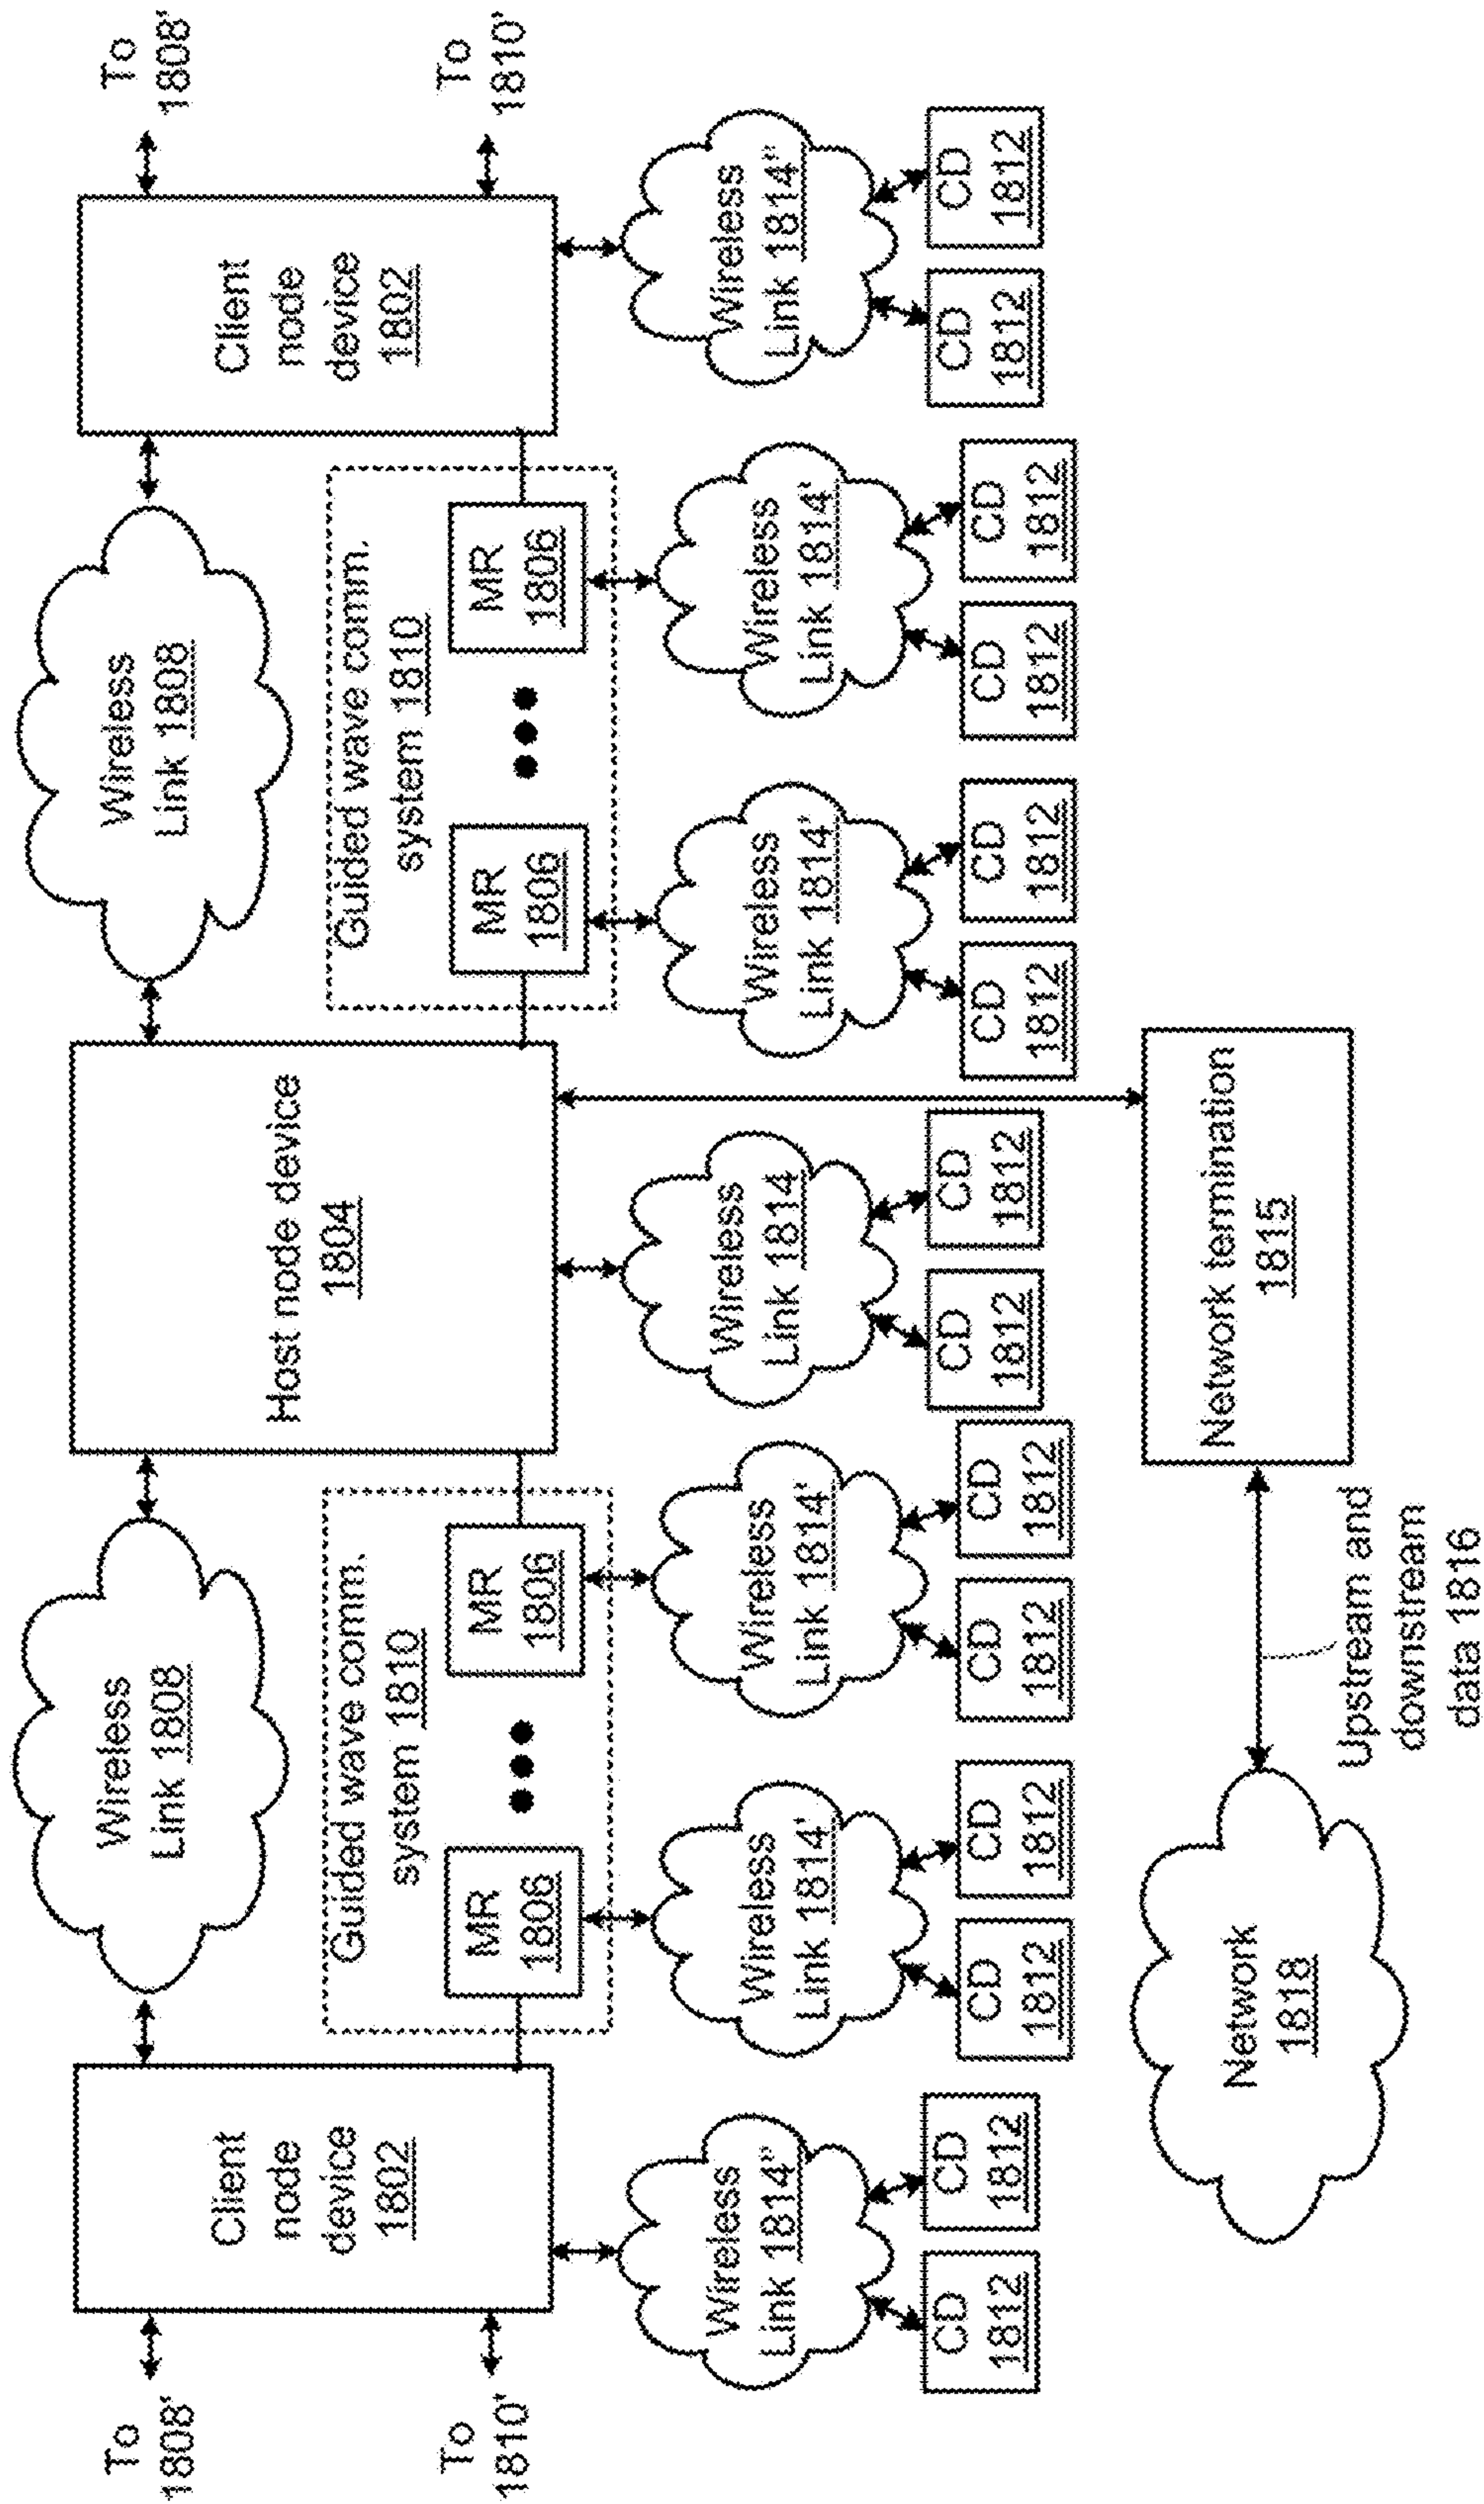 To
1808'
To
1810'
Client
node
device
1802
Wireless
Link 1808
Guided wave comm.
system 1810
MR
1806
MR
1806
Host node device
1804
Wireless
Link 1808
Guided wave comm.
system 1810
MR
1806
MR
1806
Client
node
device
1802
To
1808'
To
1810'
Wireless
Link 1814"
Wireless
Link 1814'
Wireless
Link 1814'
Wireless
Link 1814
Wireless
Link 1814'
Wireless
Link 1814'
Wireless
Link 1814"
CD
1812
CD
1812
CD
1812
CD
1812
CD
1812
CD
1812
CD
1812
CD
1812
CD
1812
CD
1812
CD
1812
CD
1812
CD
1812
CD
1812
Network
1818
Upstream and
downstream
data 1816
Network termination
1815